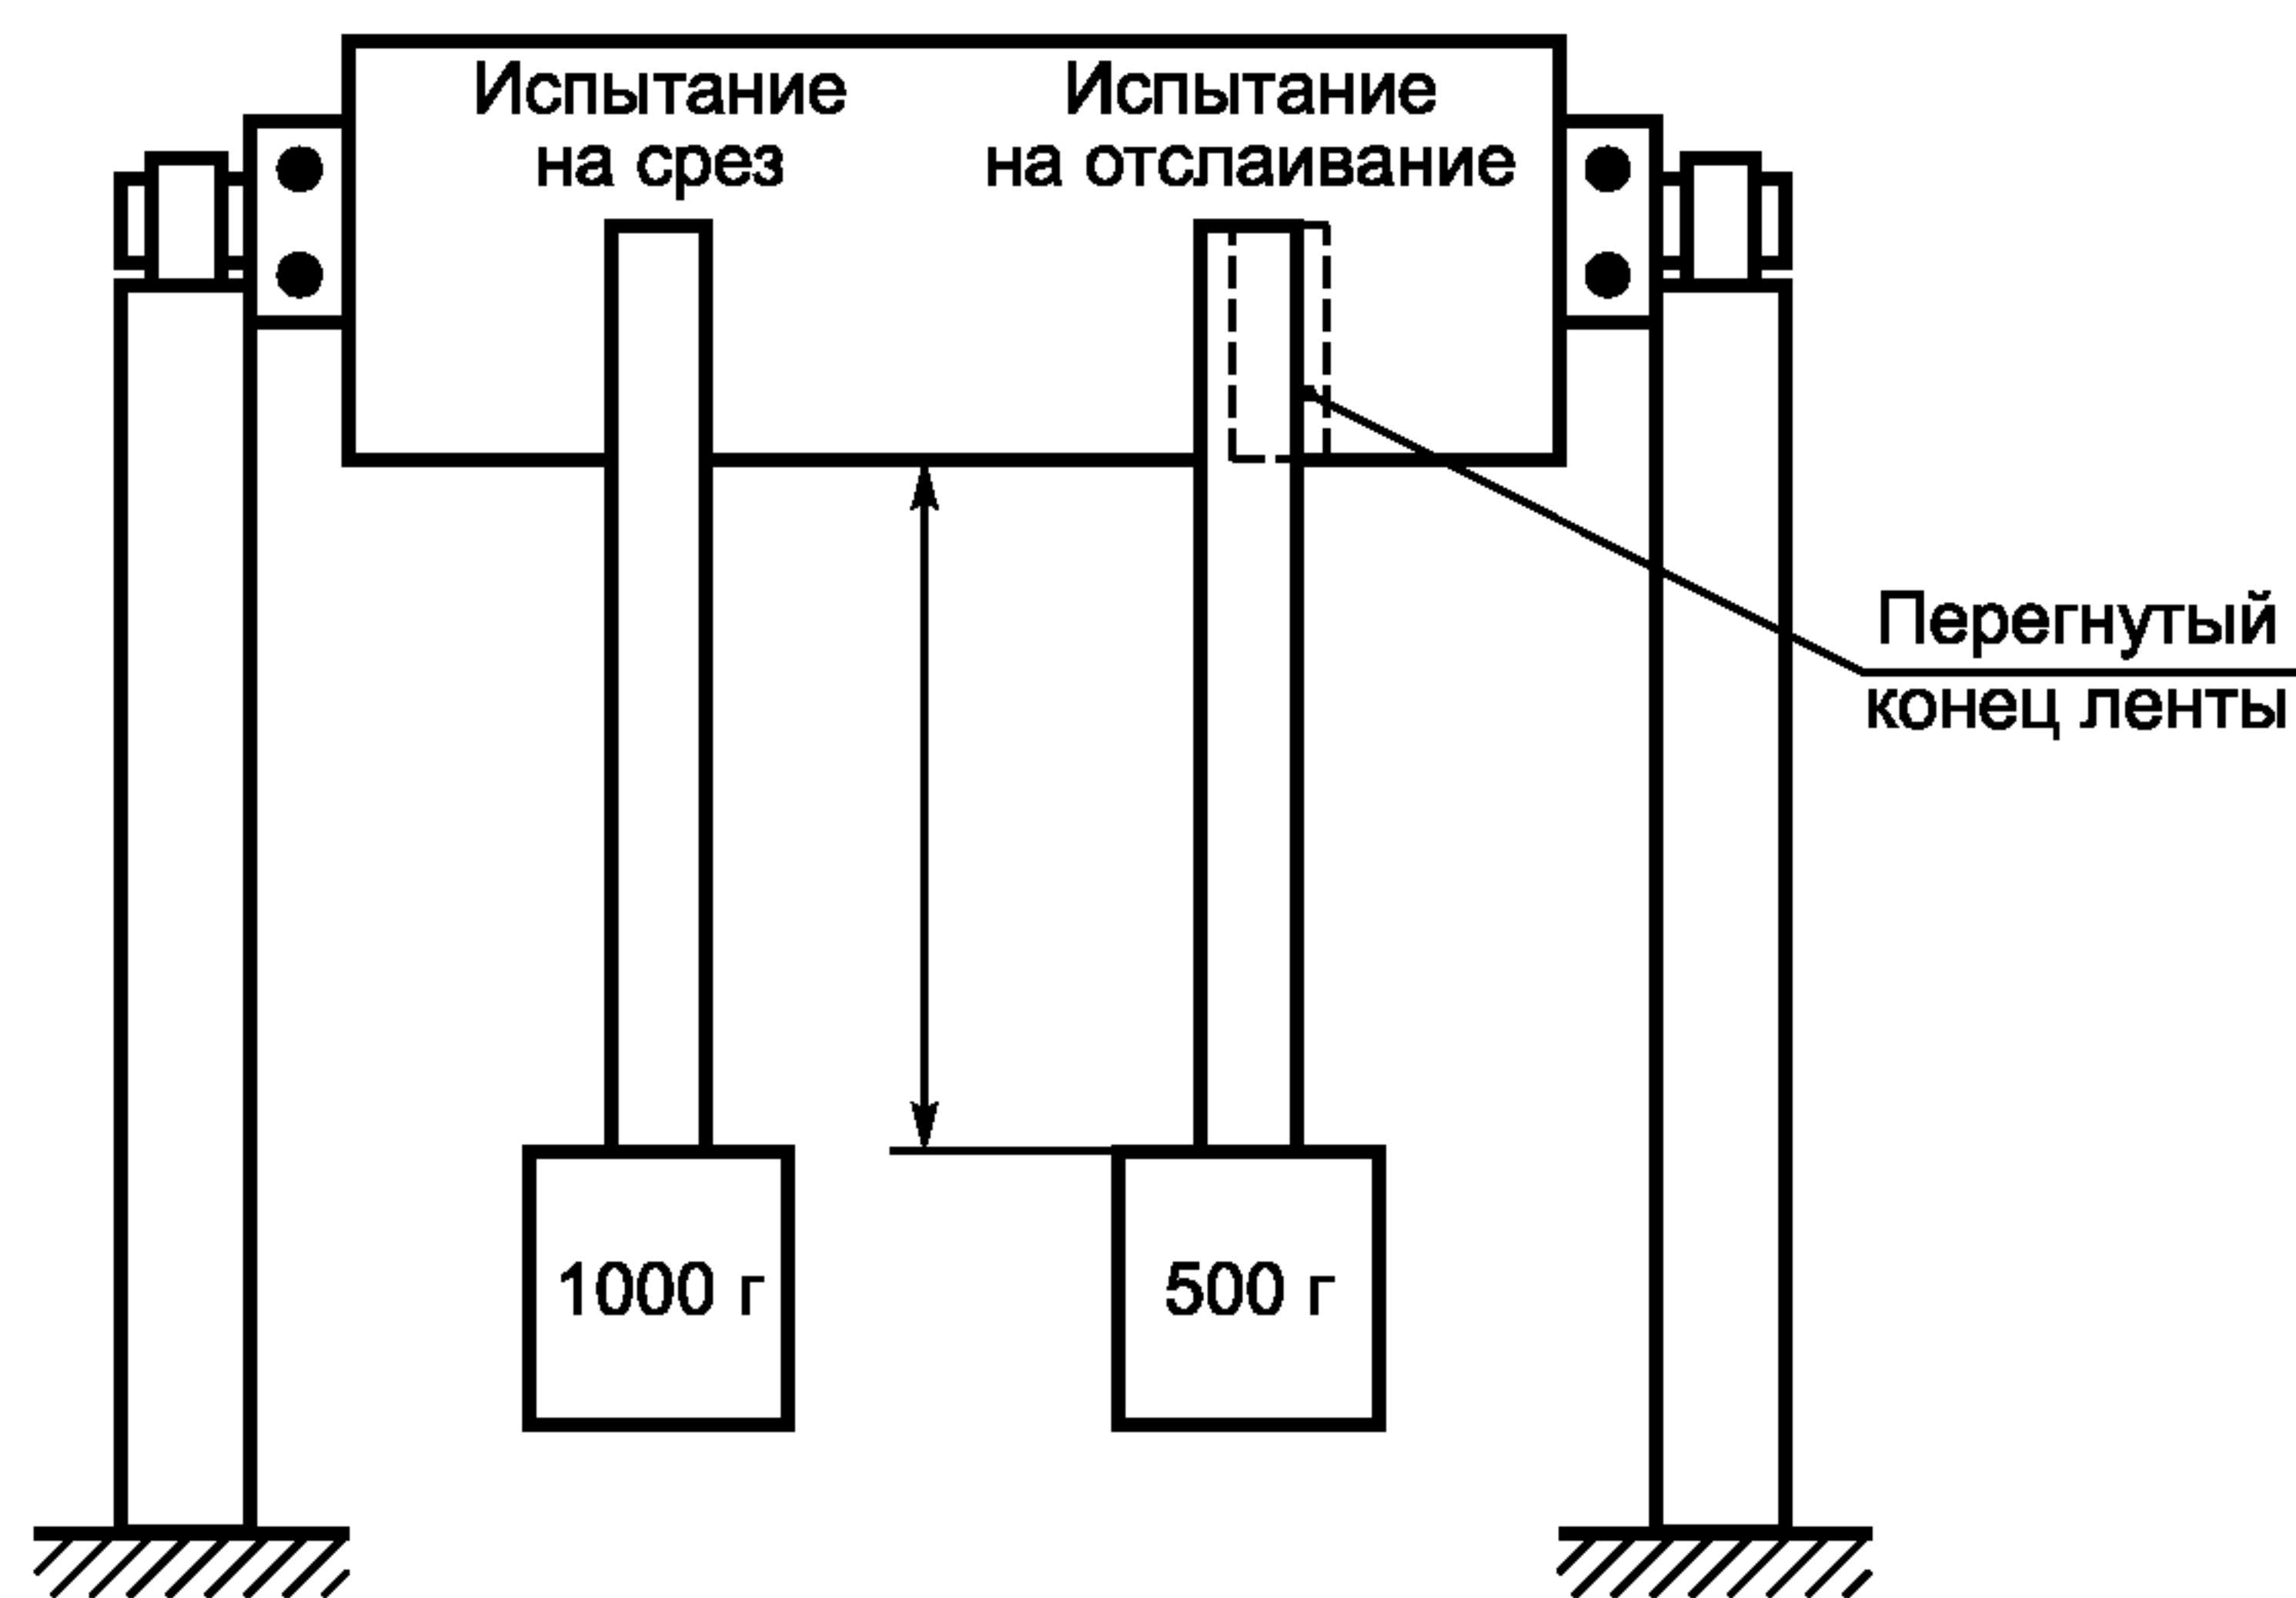 Испытание
на срез
Испытание
на отслаивание
Перегнутый
конец ленты
1000 г
500 г